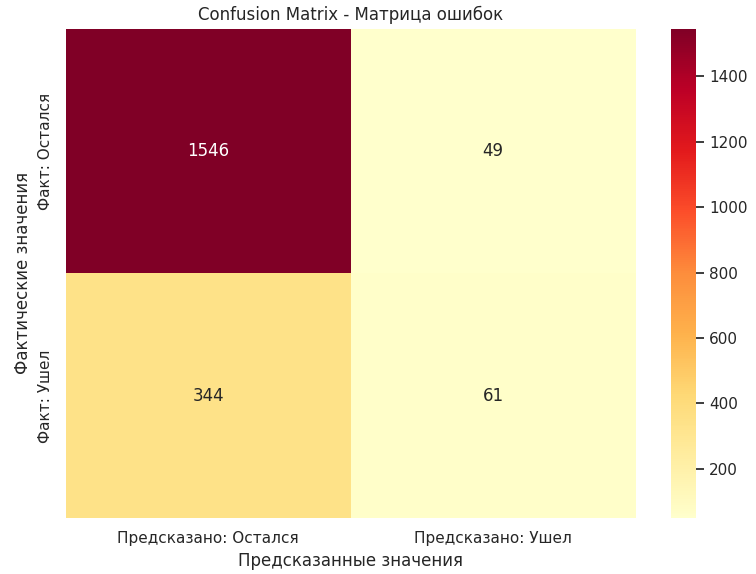 Confusion Matrix - Матрица ошибок
Фактические значения
Факт: Остался
Факт: Ушел
1546
49
344
61
Предсказано: Остался
Предсказано: Ушел
Предсказанные значения
1400
1200
1000
800
600
400
200